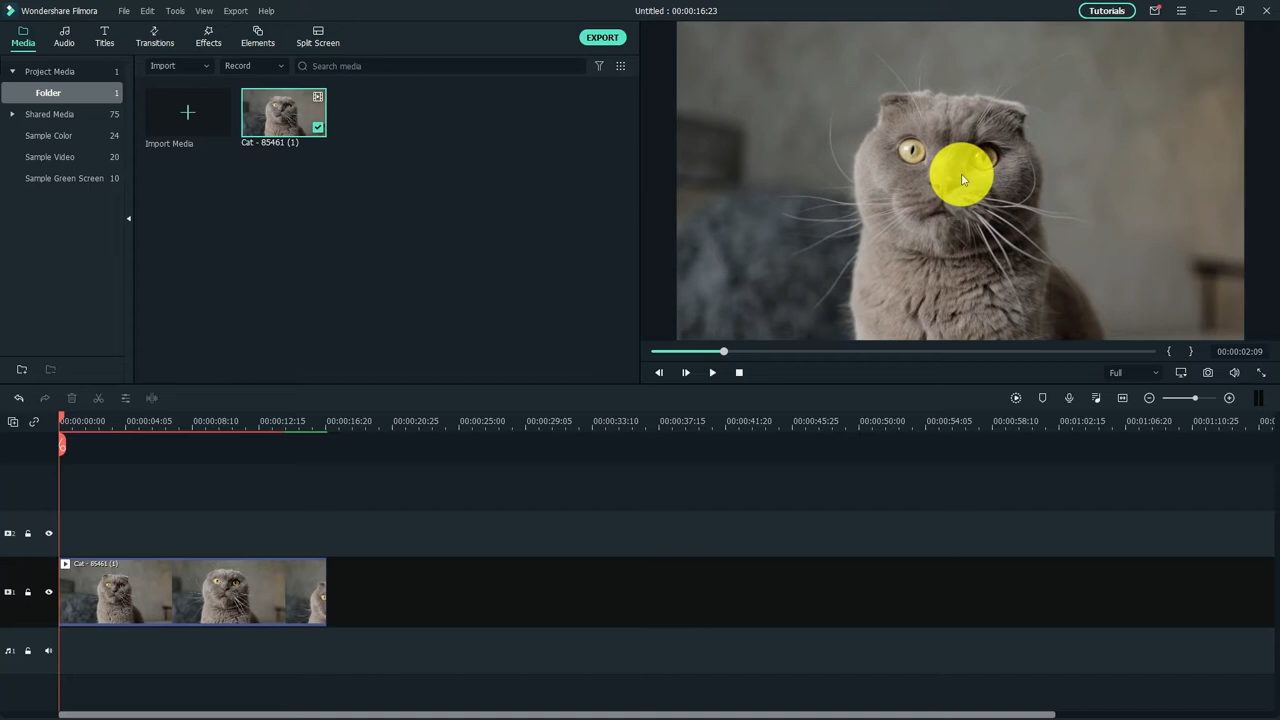 Wondershare Filmora File Edit Tools View Export Help Untitled : 00:00:16:23 Tutorials
Media Audio Titles Transitions Effects Elements Split Screen EXPORT
Project Media 1
Folder 1
Shared Media 75
Sample Color 24
Sample Video 20
Sample Green Screen 10
Import Record Search media
Import Media Cat - 85461 (1)
00:00:02:09
Full
00:00:00:00 00:00:04:05 00:00:08:10 00:00:12:15 00:00:16:20 00:00:20:25 00:00:25:00 00:00:29:05 00:00:33:10 00:00:37:15 00:00:41:20 00:00:45:25 00:00:50:00 00:00:54:05 00:00:58:10 00:01:02:15 00:01:06:20 00:01:10:25
2
Cat - 85461 (1)
1
1